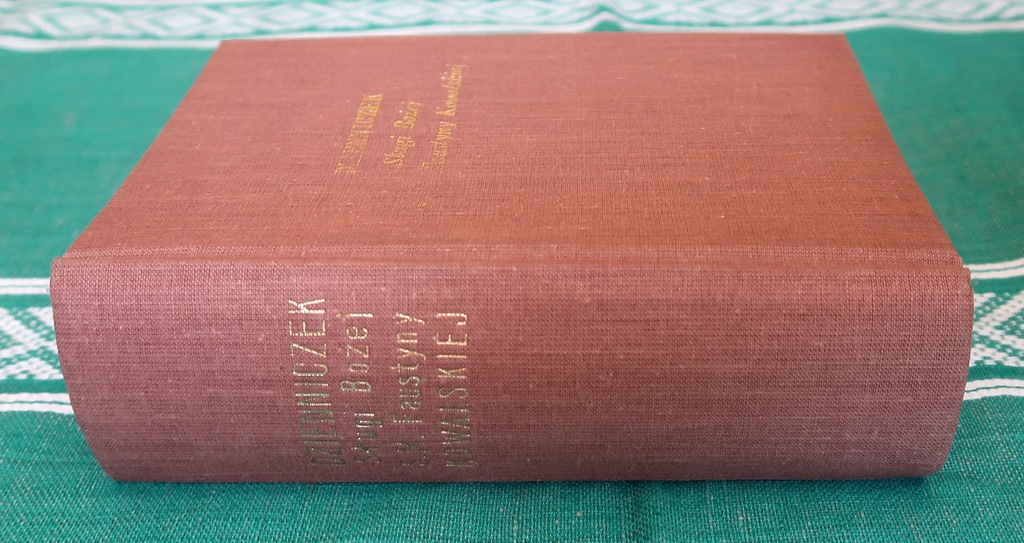 DZIENNICZEK
Sługi Bożej
Faustyny Kowalskiej
DZIENNICZEK
Sługi Bożej
S.M. Faustyny
KOWALSKIEJ